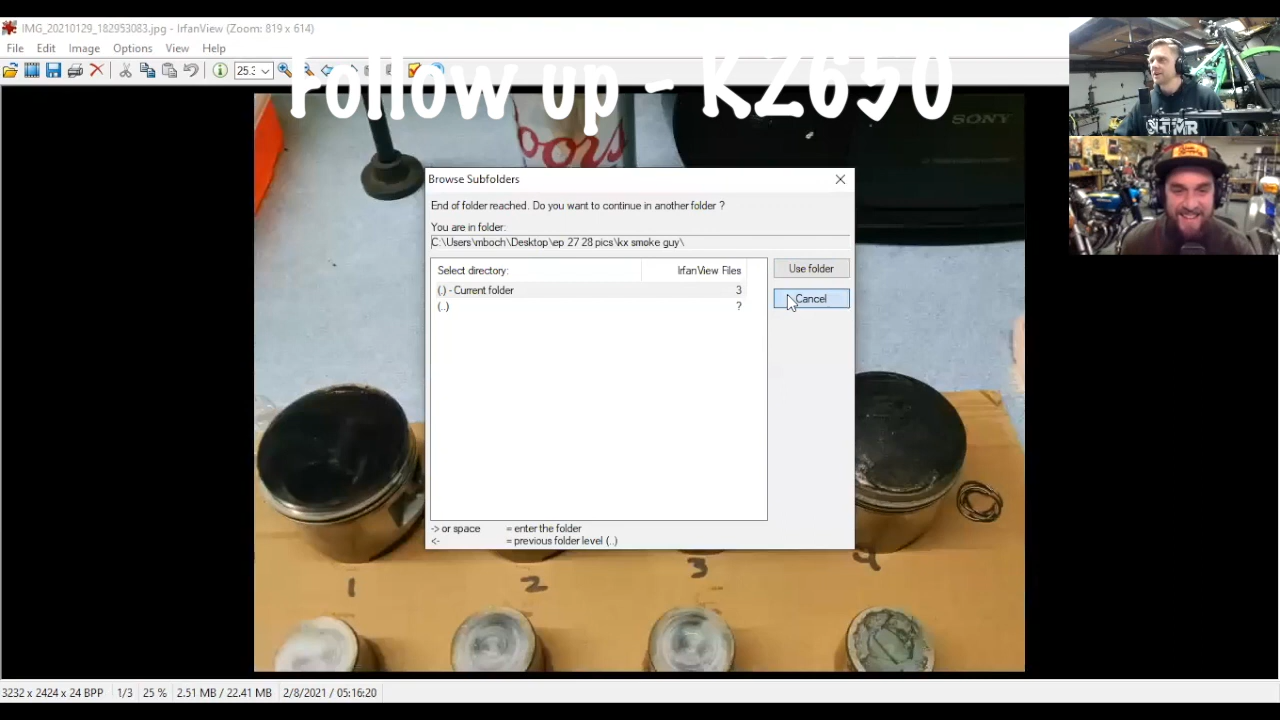 IMG_20210129_182953083.jpg - IrfanView (Zoom: 819 x 614)
File Edit Image Options View Help
25.3
Follow up - KZ650
Coors
SONY
Browse Subfolders
End of folder reached. Do you want to continue in another folder ?
You are in folder:
C:\Users\mboch\Desktop\ep 27 28 pics\kx smoke guy\
Select directory: IrfanView Files
Use folder
(.) - Current folder 3
Cancel
(..) ?
-> or space = enter the folder
<- = previous folder level (..)
1 2 3 4
3232 x 2424 x 24 BPP 1/3 25 % 2.51 MB / 22.41 MB 2/8/2021 / 05:16:20